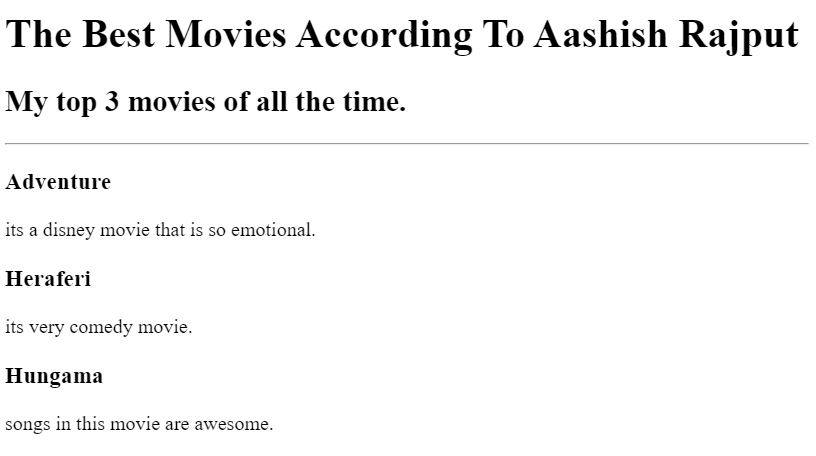 The Best Movies According To Aashish Rajput
My top 3 movies of all the time.
Adventure
its a disney movie that is so emotional.
Heraferi
its very comedy movie.
Hungama
songs in this movie are awesome.